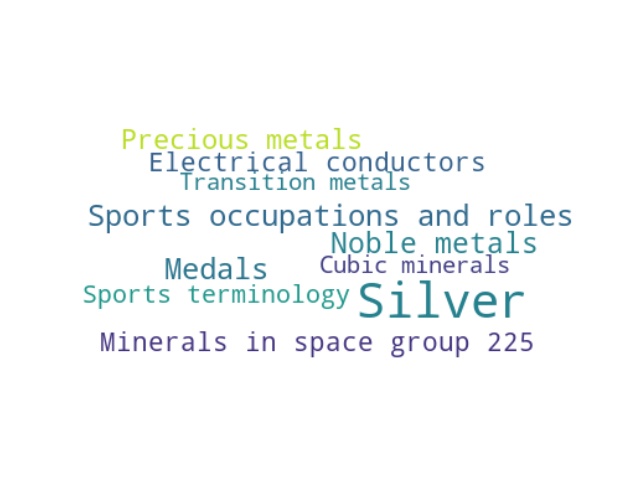 Precious metals
Electrical conductors
Transition metals
Sports occupations and roles
Noble metals
Medals
Cubic minerals
Sports terminology
Silver
Minerals in space group 225